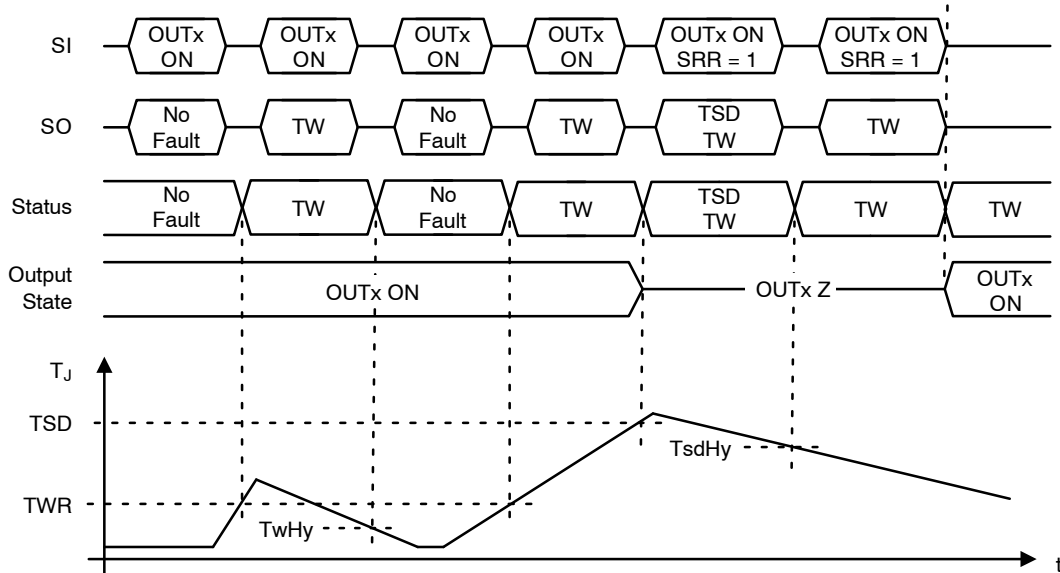 SI
OUTx
ON
OUTx
ON
OUTx
ON
OUTx
ON
OUTx ON
SRR = 1
OUTx ON
SRR = 1
SO
No
Fault
TW
No
Fault
TW
TSD
TW
TW
Status
No
Fault
TW
No
Fault
TW
TSD
TW
TW
TW
Output
State
OUTx ON
OUTx Z
OUTx
ON
TJ
TSD
TsdHy
TWR
TwHy
t